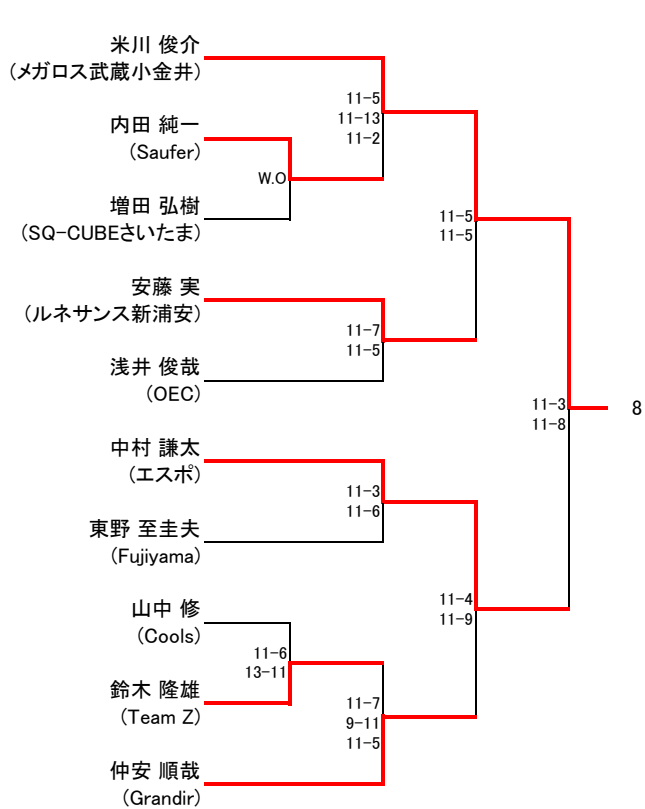 米川 俊介
(メガロス武蔵小金井)
11-5
11-13
11-2
内田 純一
(Saufer)
W.O
増田 弘樹
(SQ-CUBEさいたま)
11-5
11-5
安藤 実
(ルネサンス新浦安)
11-7
11-5
浅井 俊哉
(OEC)
11-3
11-8
8
中村 謙太
(エスポ)
11-3
11-6
東野 至圭夫
(Fujiyama)
山中 修
(Cools)
11-4
11-9
11-6
13-11
鈴木 隆雄
(Team Z)
11-7
9-11
11-5
仲安 順哉
(Grandir)